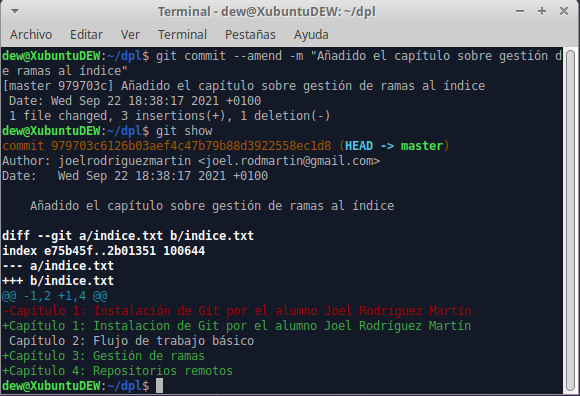 Terminal - dew@XubuntuDEW: ~/dpl
Archivo Editar Ver Terminal Pestañas Ayuda
dew@XubuntuDEW:~/dpl$ git commit --amend -m "Añadido el capítulo sobre gestión d
e ramas al índice"
[master 979703c] Añadido el capítulo sobre gestión de ramas al índice
 Date: Wed Sep 22 18:38:17 2021 +0100
 1 file changed, 3 insertions(+), 1 deletion(-)
dew@XubuntuDEW:~/dpl$ git show
commit 979703c6126b03aef4c47b79b88d3922558ec1d8 (HEAD -> master)
Author: joelrodriguezmartin <joel.rodmartin@gmail.com>
Date:   Wed Sep 22 18:38:17 2021 +0100
    Añadido el capítulo sobre gestión de ramas al índice
diff --git a/indice.txt b/indice.txt
index e75b45f..2b01351 100644
--- a/indice.txt
+++ b/indice.txt
@@ -1,2 +1,4 @@
-Capítulo 1: Instalación de Git por el alumno Joel Rodríguez Martín
+Capítulo 1: Instalacion de Git por el alumno Joel Rodríguez Martín
 Capítulo 2: Flujo de trabajo básico
+Capítulo 3: Gestión de ramas
+Capítulo 4: Repositorios remotos
dew@XubuntuDEW:~/dpl$